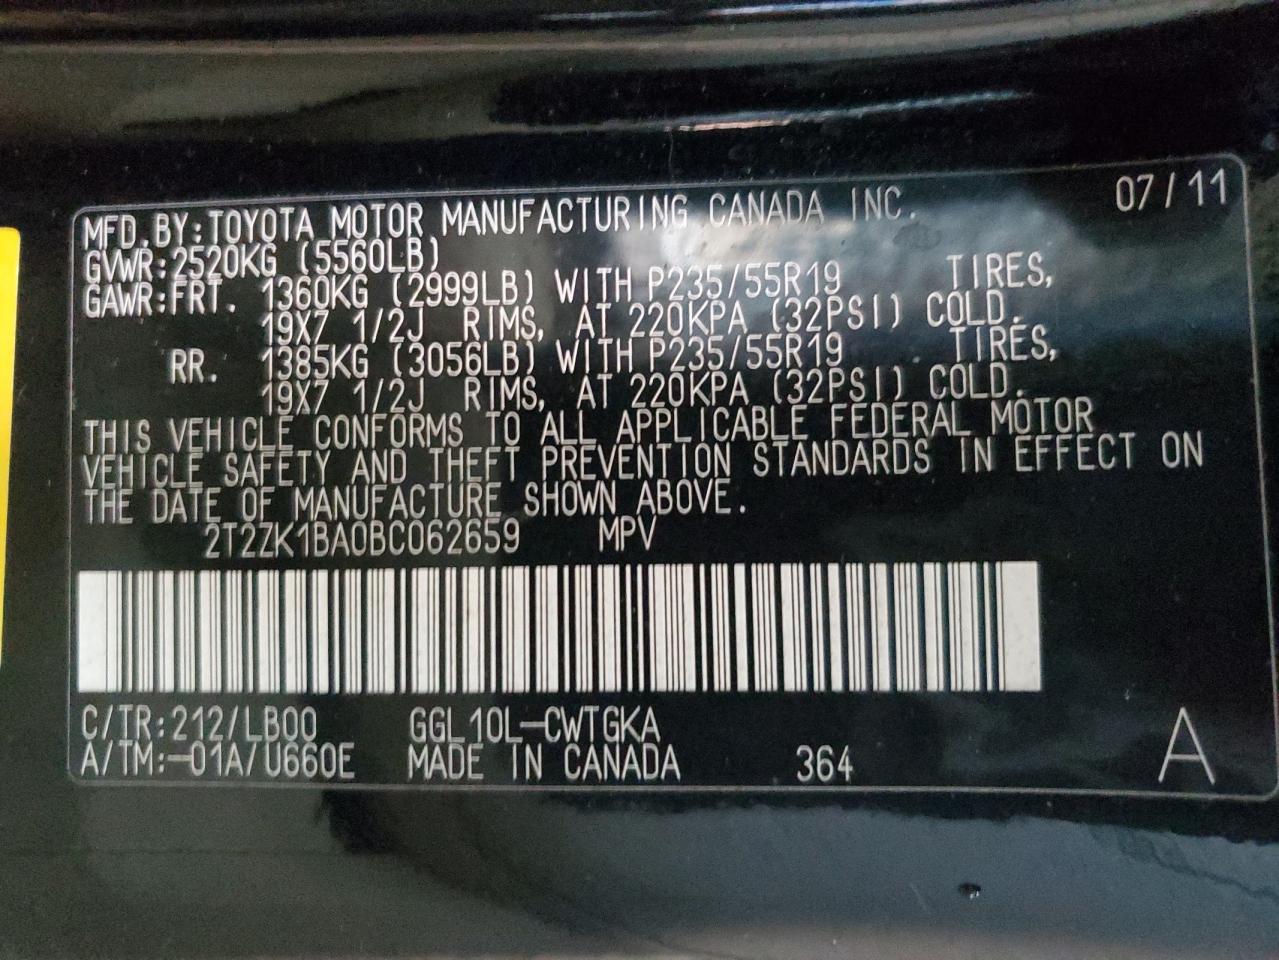 MFD.BY:TOYOTA MOTOR MANUFACTURING CANADA INC. 07/11
GVWR:2520KG (5560LB)
GAWR:FRT. 1360KG (2999LB) WITH P235/55R19 TIRES,
19X7 1/2J RIMS, AT 220KPA (32PSI) COLD.
RR. 1385KG (3056LB) WITH P235/55R19 TIRES,
19X7 1/2J RIMS, AT 220KPA (32PSI) COLD.
THIS VEHICLE CONFORMS TO ALL APPLICABLE FEDERAL MOTOR
VEHICLE SAFETY AND THEFT PREVENTION STANDARDS IN EFFECT ON
THE DATE OF MANUFACTURE SHOWN ABOVE.
2T2ZK1BA0BC062659 MPV
C/TR:212/LB00 GGL10L-CWTGKA
A/TM:-01A/U660E MADE IN CANADA 364 A